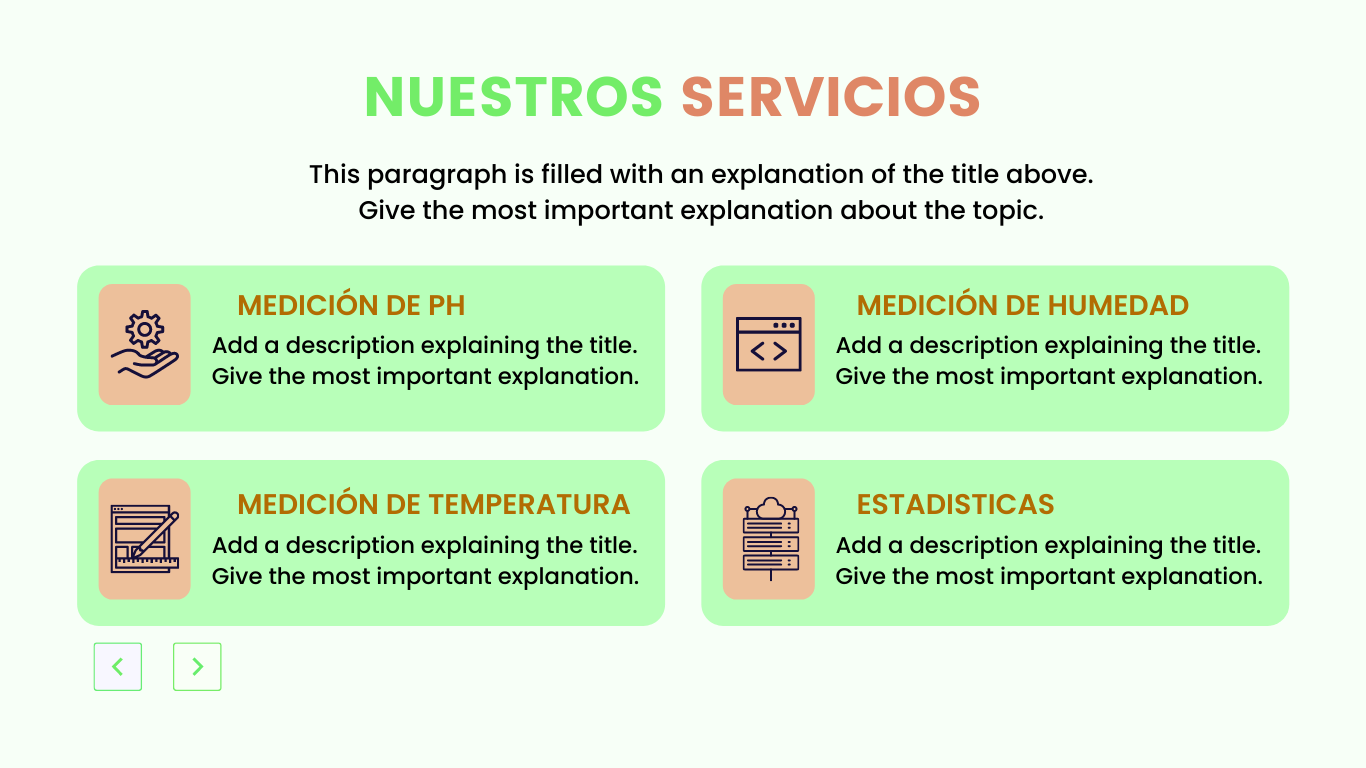 NUESTROS SERVICIOS
This paragraph is filled with an explanation of the title above.
Give the most important explanation about the topic.
MEDICIÓN DE PH
Add a description explaining the title.
Give the most important explanation.
MEDICIÓN DE HUMEDAD
Add a description explaining the title.
Give the most important explanation.
MEDICIÓN DE TEMPERATURA
Add a description explaining the title.
Give the most important explanation.
ESTADISTICAS
Add a description explaining the title.
Give the most important explanation.